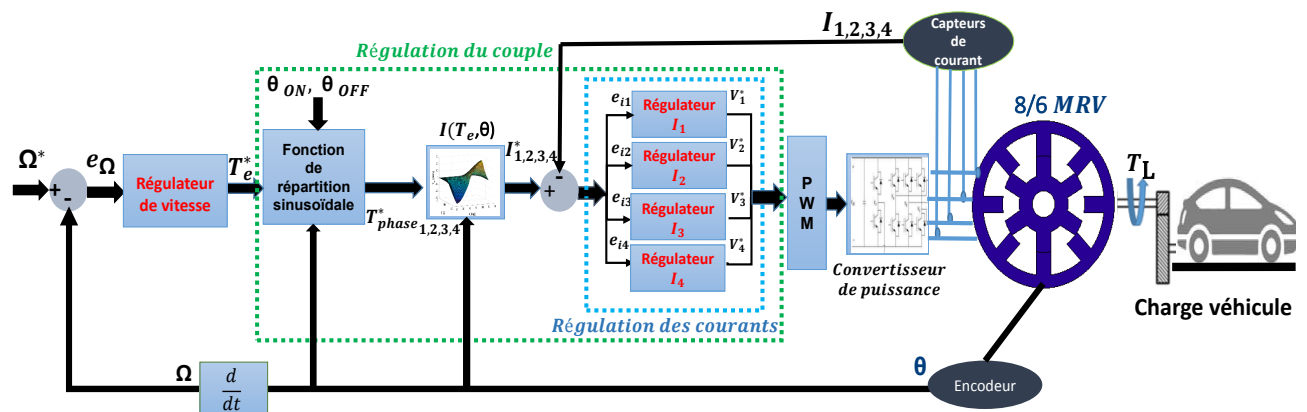 I1,2,3,4
Capteurs
de
courant
Régulation du couple
θ ON, θ OFF
8/6 MRV
Ω*
+
-
eΩ
Régulateur
de vitesse
Te*
Fonction
de
répartition
sinusoïdale
T*phase1,2,3,4
I(Te,θ)
I*1,2,3,4
+
-
ei1
Régulateur
I1
V1*
ei2
Régulateur
I2
V2*
ei3
Régulateur
I3
V3*
ei4
Régulateur
I4
V4*
Régulation des courants
P
W
M
Convertisseur
de puissance
TL
Charge véhicule
Ω
d
dt
θ
Encodeur